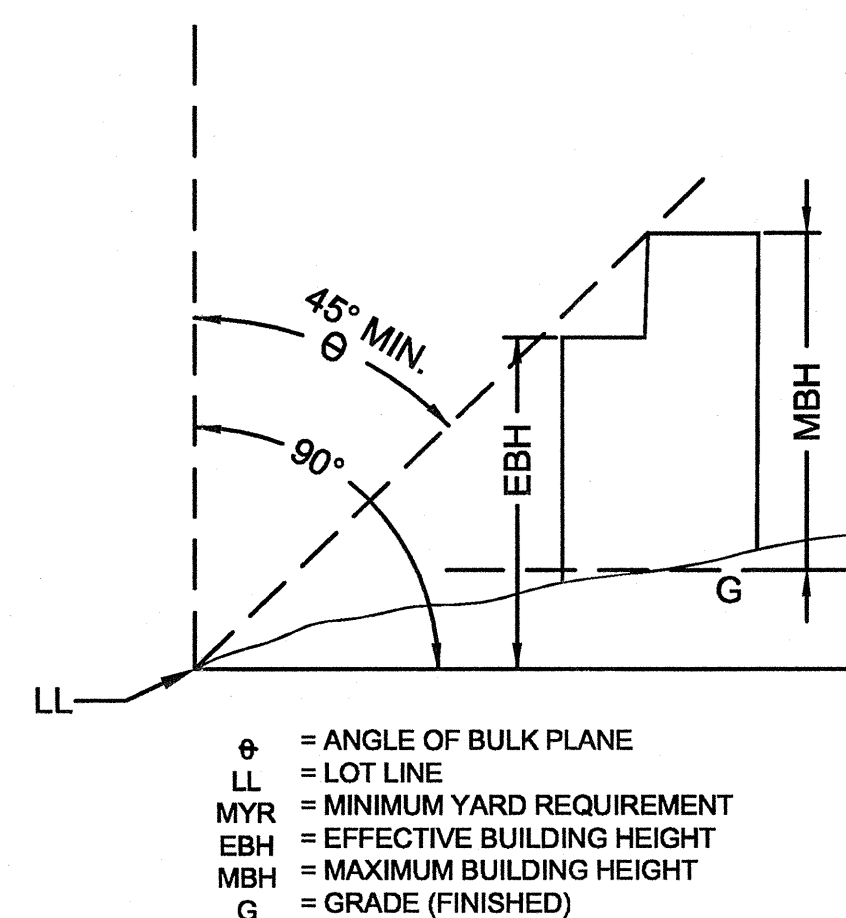 45° MIN.
Θ
90°
EBH
MBH
G
LL
Θ = ANGLE OF BULK PLANE
LL = LOT LINE
MYR = MINIMUM YARD REQUIREMENT
EBH = EFFECTIVE BUILDING HEIGHT
MBH = MAXIMUM BUILDING HEIGHT
G = GRADE (FINISHED)